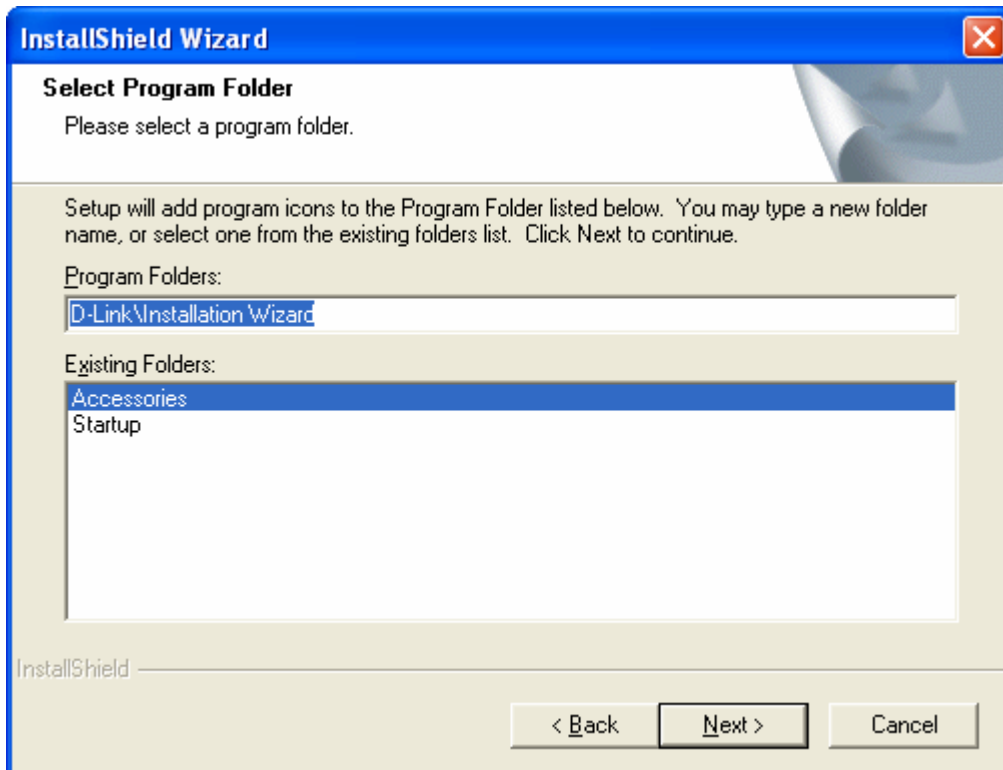 InstallShield Wizard
Select Program Folder
Please select a program folder.
Setup will add program icons to the Program Folder listed below.  You may type a new folder
name, or select one from the existing folders list.  Click Next to continue.
Program Folders:
D-Link\Installation Wizard
Existing Folders:
Accessories
Startup
InstallShield
< Back Next > Cancel